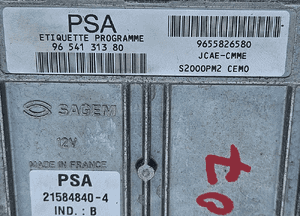 PSA
ETIQUETTE PROGRAMME
96 541 313 80
9655826580
JCAE-CMME
S2000PM2 CEMO
SAGEM
12V
MADE IN FRANCE
PSA
21584840-4
IND.: B